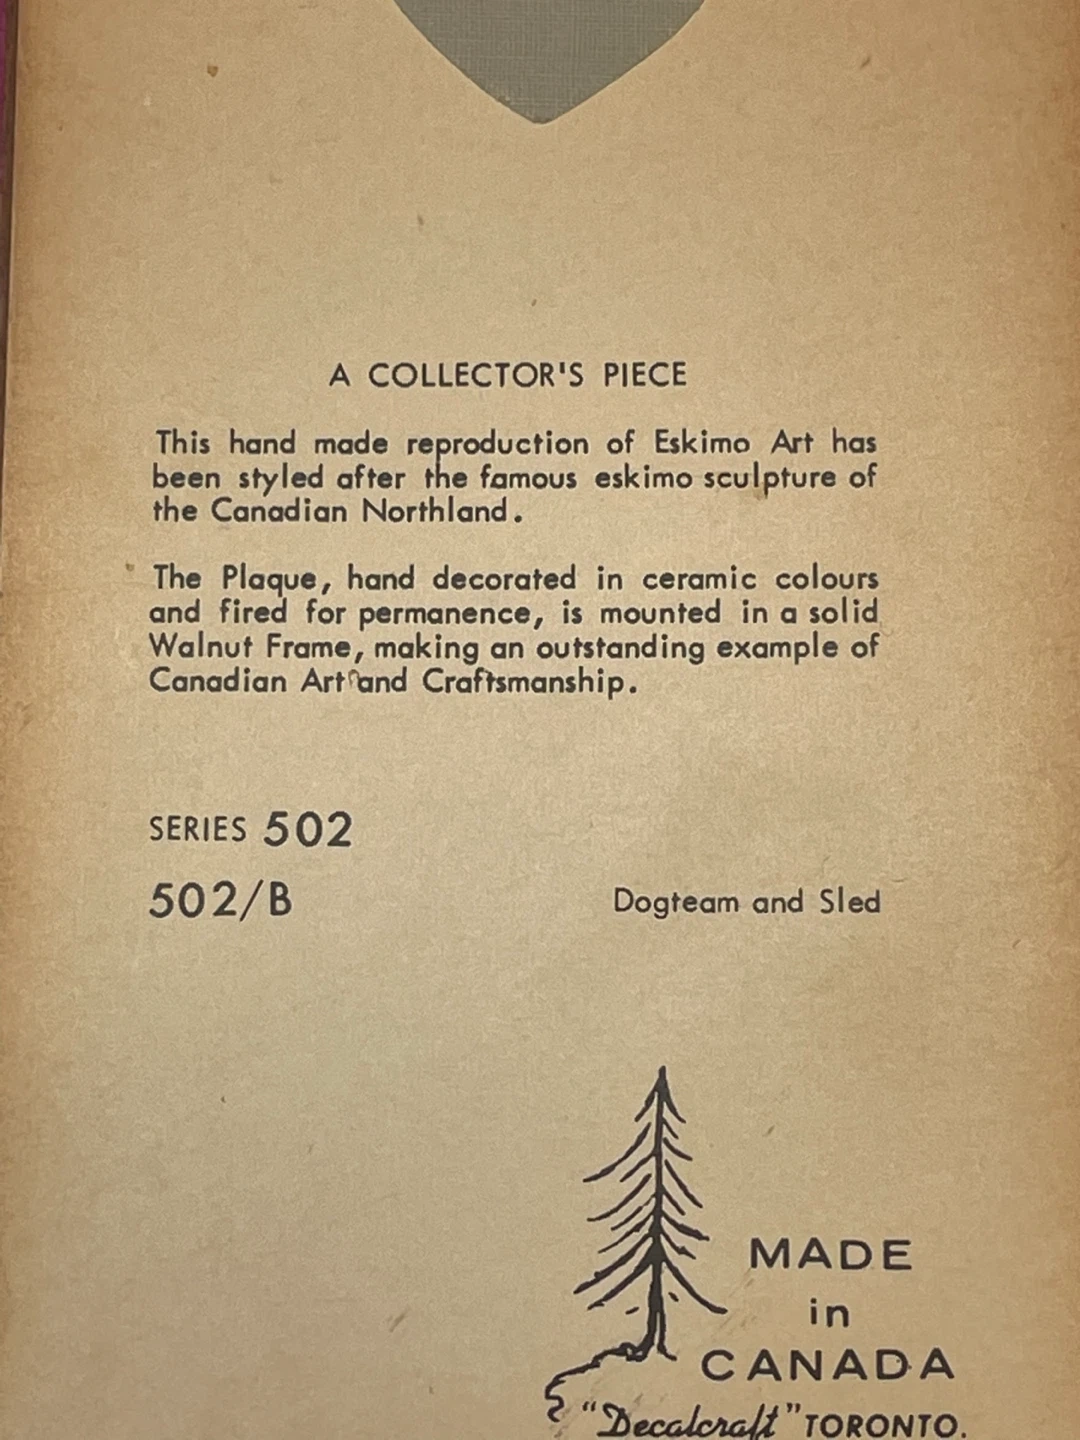 A COLLECTOR'S PIECE
This hand made reproduction of Eskimo Art has
been styled after the famous eskimo sculpture of
the Canadian Northland.
The Plaque, hand decorated in ceramic colours
and fired for permanence, is mounted in a solid
Walnut Frame, making an outstanding example of
Canadian Art and Craftsmanship.
SERIES 502
502/B Dogteam and Sled
MADE
in
CANADA
"Decalcraft" TORONTO.